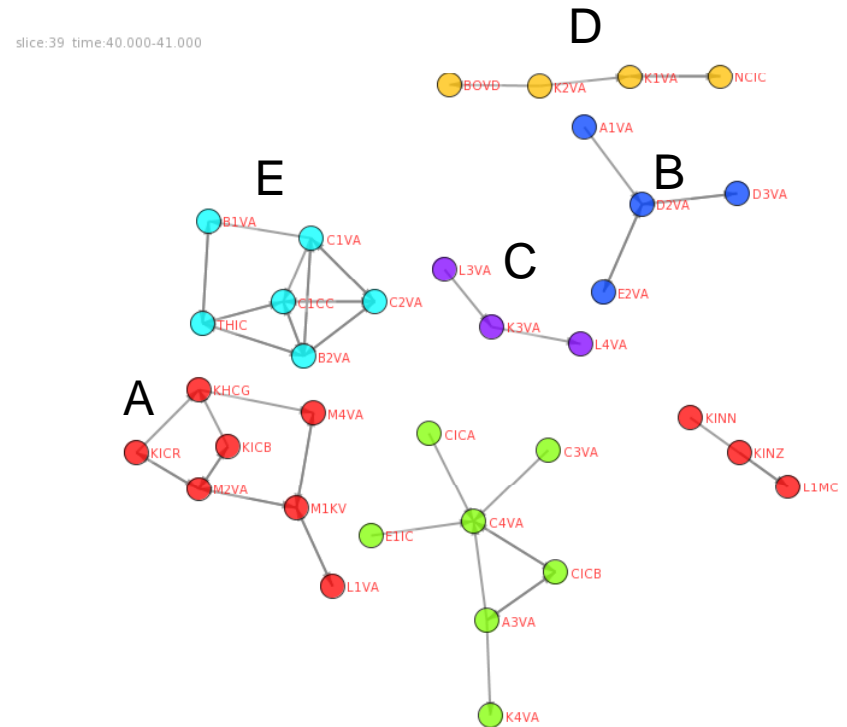 slice:39 time:40.000-41.000
D
BOVD
K2VA
K1VA
NCIC
A1VA
B
D2VA
D3VA
E2VA
E
B1VA
C1VA
C1CC
C2VA
THIC
B2VA
C
L3VA
K3VA
L4VA
A
KHCG
M4VA
KICR
KICB
M2VA
M1KV
L1VA
CICA
C3VA
E1IC
C4VA
CICB
A3VA
K4VA
KINN
KINZ
L1MC